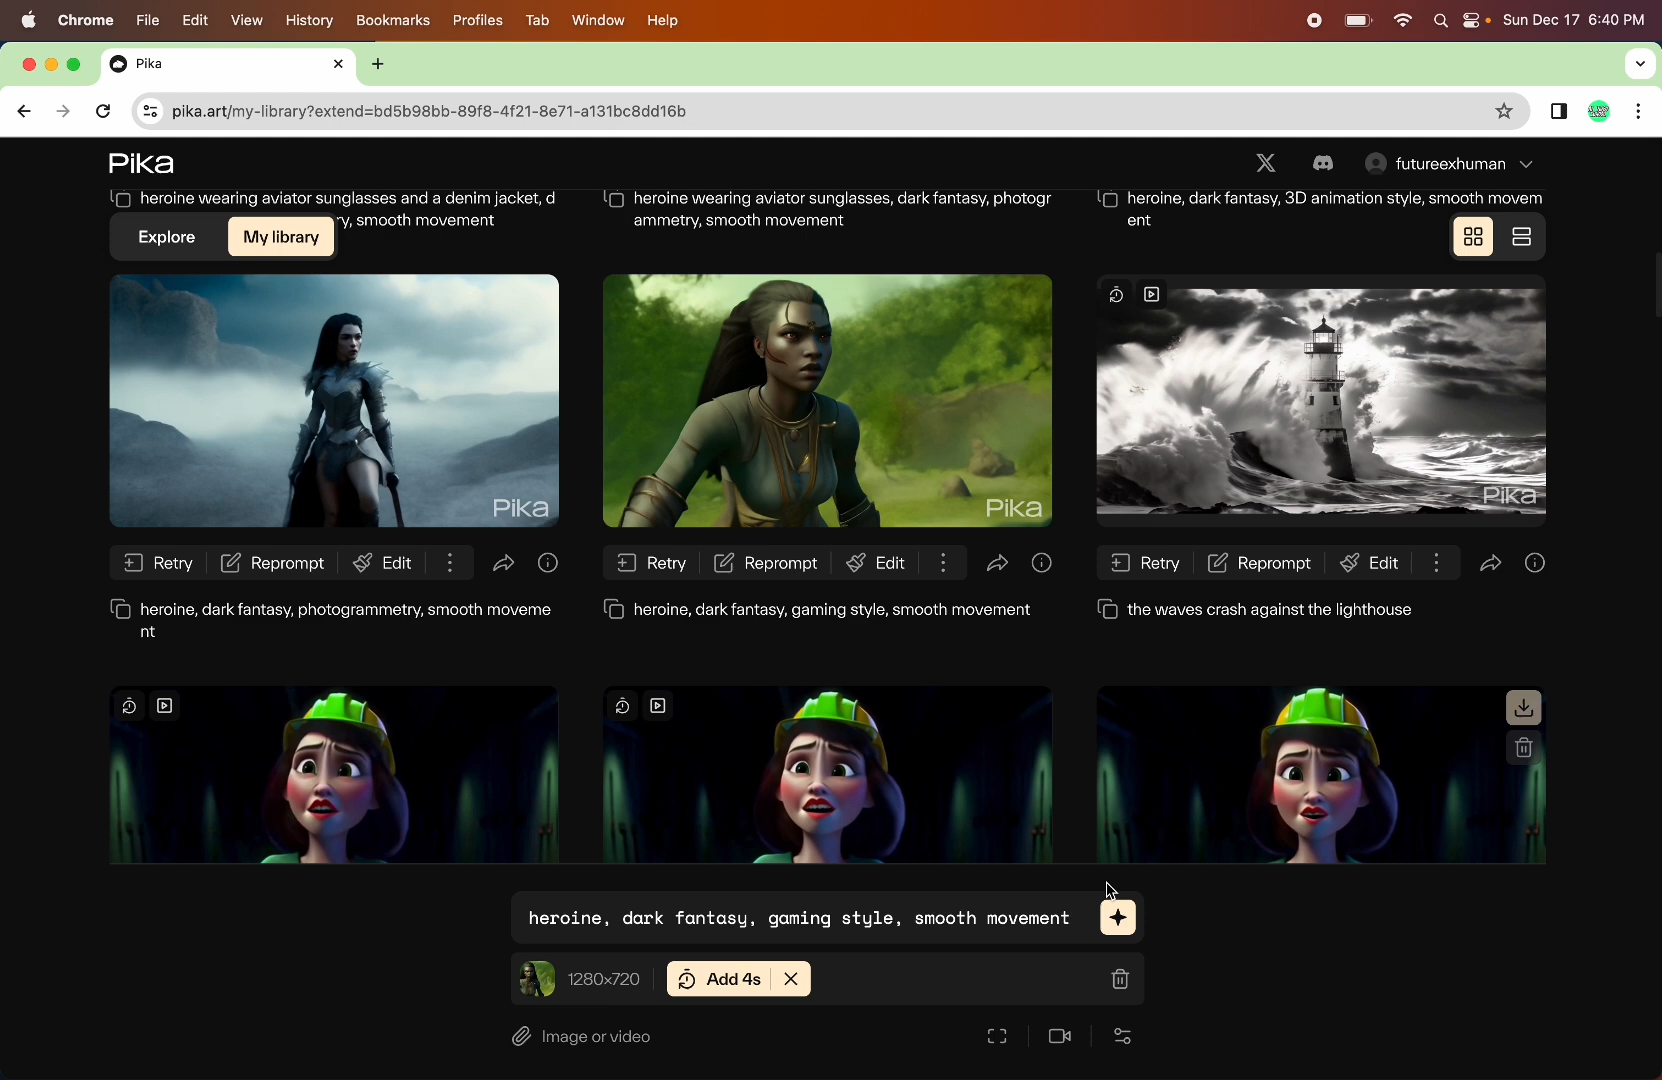 Chrome File Edit View History Bookmarks Profiles Tab Window Help Sun Dec 17 6:40 PM
Pika
pika.art/my-library?extend=bd5b98bb-89f8-4f21-8e71-a131bc8dd16b
Pika futureexhuman
heroine wearing aviator sunglasses and a denim jacket, d
ry, smooth movement
heroine wearing aviator sunglasses, dark fantasy, photogr
ammetry, smooth movement
heroine, dark fantasy, 3D animation style, smooth movem
ent
Explore My library
Pika Pika Pika
Retry Reprompt Edit Retry Reprompt Edit Retry Reprompt Edit
heroine, dark fantasy, photogrammetry, smooth moveme
nt
heroine, dark fantasy, gaming style, smooth movement
the waves crash against the lighthouse
heroine, dark fantasy, gaming style, smooth movement
1280×720 Add 4s
Image or video